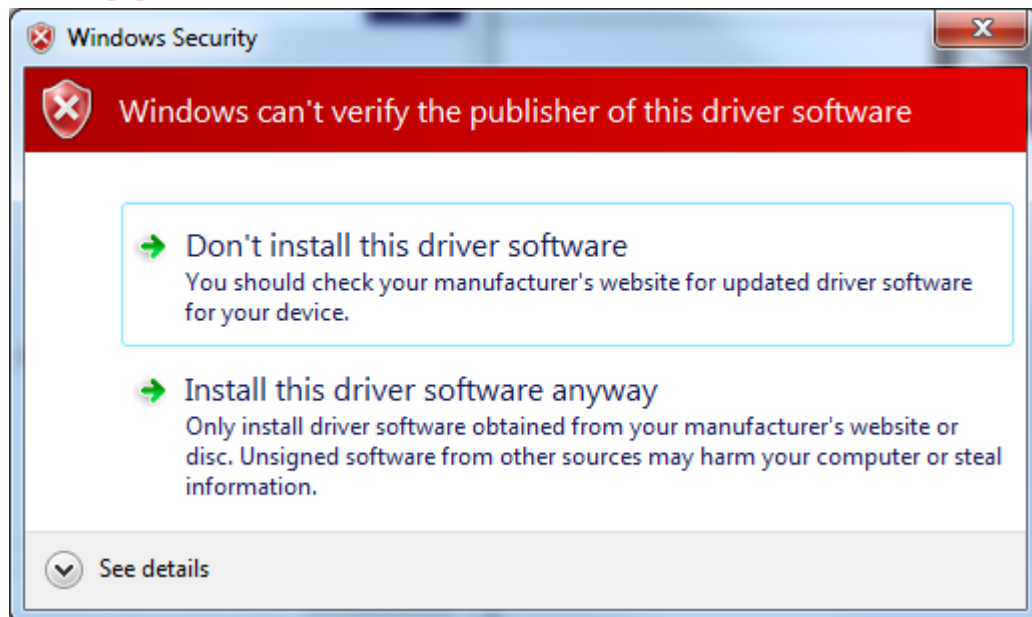 Windows Security
Windows can't verify the publisher of this driver software
Don't install this driver software
You should check your manufacturer's website for updated driver software
for your device.
Install this driver software anyway
Only install driver software obtained from your manufacturer's website or
disc. Unsigned software from other sources may harm your computer or steal
information.
See details